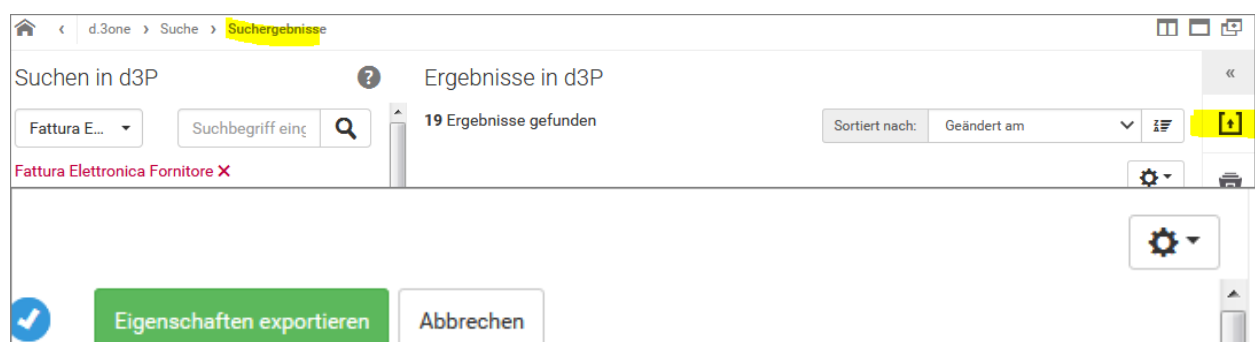 d.3one › Suche › Suchergebnisse
Suchen in d3P
Ergebnisse in d3P
Fattura E...
Suchbegriff eing
19 Ergebnisse gefunden
Sortiert nach:
Geändert am
Fattura Elettronica Fornitore
Eigenschaften exportieren
Abbrechen